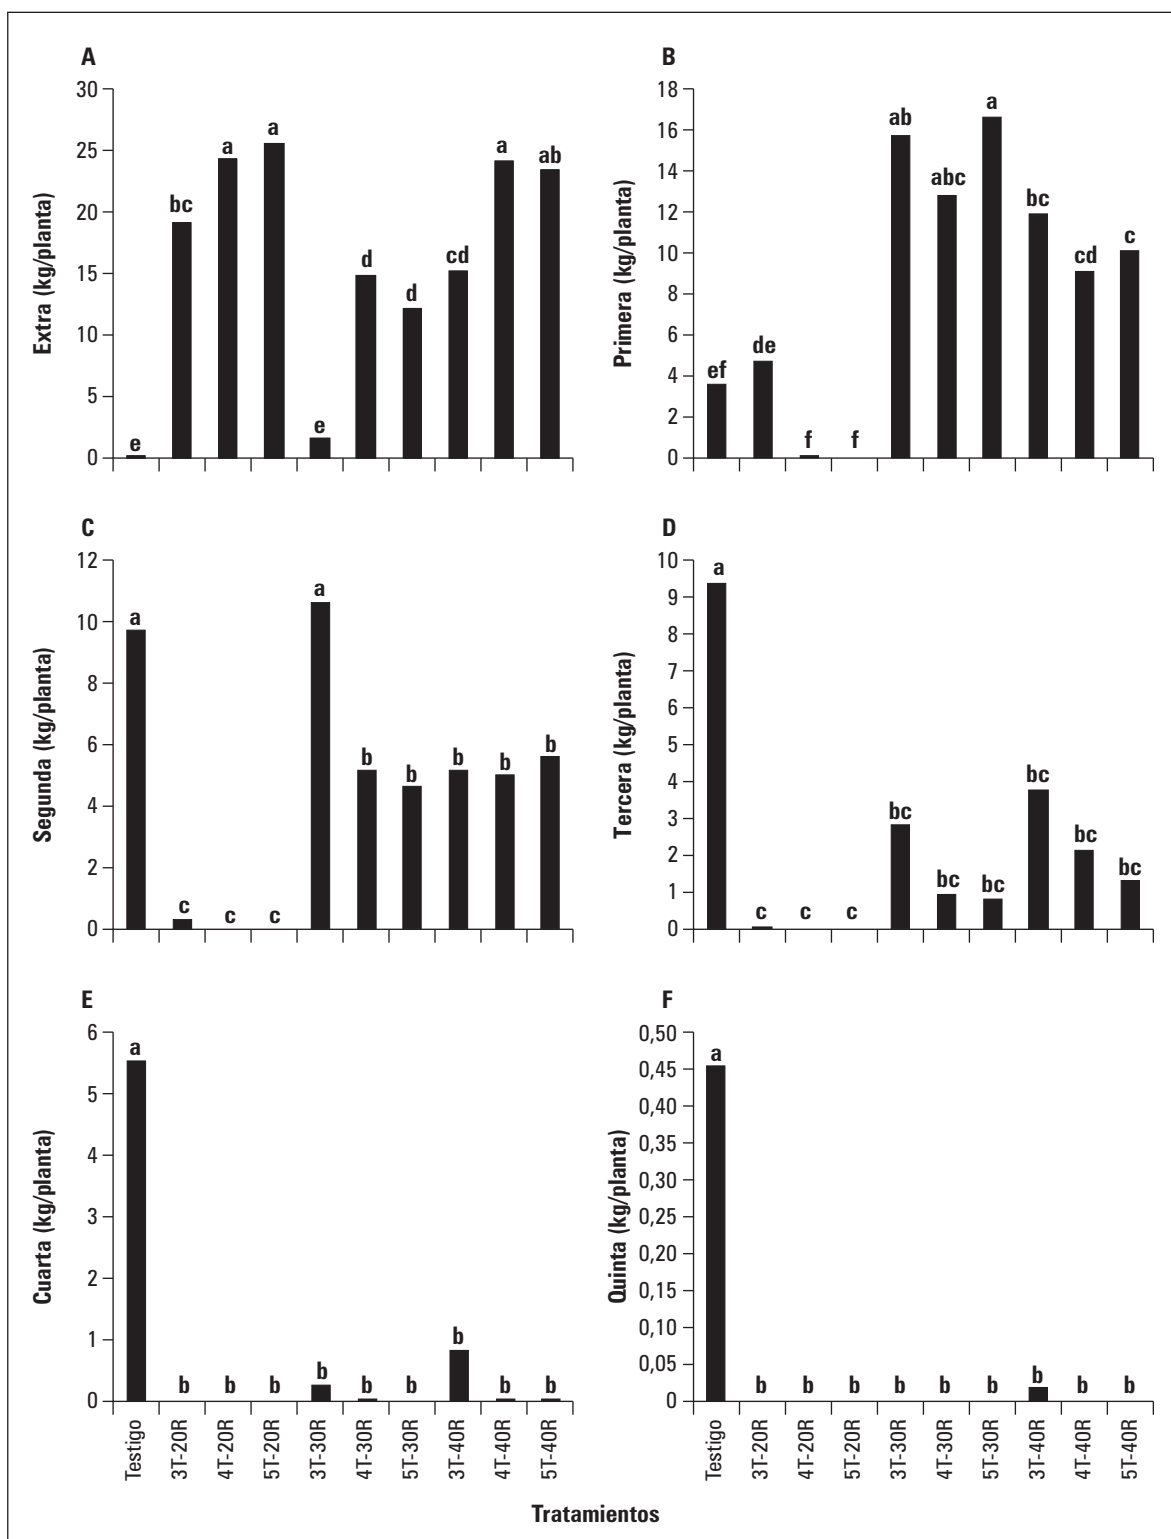 A
Extra (kg/planta)
30
25
20
15
10
5
0
e
bc
a
a
e
d
d
cd
a
ab
B
Primera (kg/planta)
18
16
14
12
10
8
6
4
2
0
ef
de
f
f
ab
abc
a
bc
cd
c
C
Segunda (kg/planta)
12
10
8
6
4
2
0
a
c
c
c
a
b
b
b
b
b
D
Tercera (kg/planta)
10
9
8
7
6
5
4
3
2
1
0
a
c
c
c
bc
bc
bc
bc
bc
bc
E
Cuarta (kg/planta)
6
5
4
3
2
1
0
a
b
b
b
b
b
b
b
b
b
Testigo
3T-20R
4T-20R
5T-20R
3T-30R
4T-30R
5T-30R
3T-40R
4T-40R
5T-40R
F
Quinta (kg/planta)
0,50
0,45
0,40
0,35
0,30
0,25
0,20
0,15
0,10
0,05
0
a
b
b
b
b
b
b
b
b
b
Testigo
3T-20R
4T-20R
5T-20R
3T-30R
4T-30R
5T-30R
3T-40R
4T-40R
5T-40R
Tratamientos